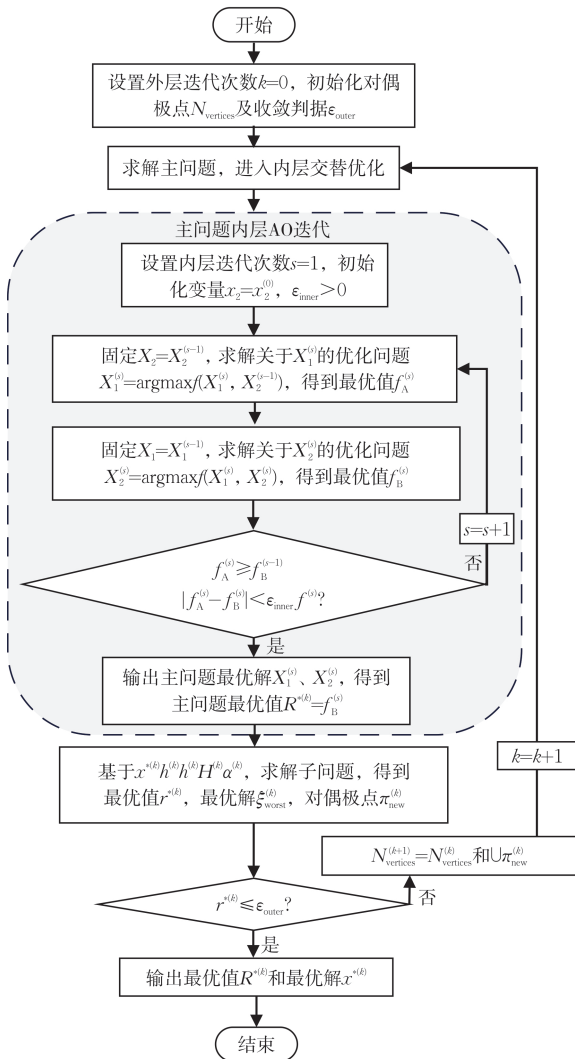 开始
设置外层迭代次数k=0，初始化对偶
极点N_vertices及收敛判据ε_outer
求解主问题，进入内层交替优化
主问题内层AO迭代
设置内层迭代次数s=1，初始
化变量x_2=x_2^(0)，ε_inner>0
固定X_2=X_2^(s-1)，求解关于X_1^(s)的优化问题
X_1^(s)=argmaxf(X_1^(s)，X_2^(s-1))，得到最优值f_A^(s)
固定X_1=X_1^(s-1)，求解关于X_2^(s)的优化问题
X_2^(s)=argmaxf(X_1^(s)，X_2^(s))，得到最优值f_B^(s)
s=s+1
否
f_A^(s)≥f_B^(s-1)
|f_A^(s)-f_B^(s)|<ε_inner f^(s)?
是
输出主问题最优解X_1^(s)、X_2^(s)，得到
主问题最优值R^*(k)=f_B^(s)
k=k+1
基于x^*(k)h^(k)h^(k)H^(k)α^(k)，求解子问题，得到
最优值r^*(k)，最优解ξ_worst^(k)，对偶极点π_new^(k)
N_vertices^(k+1)=N_vertices^(k)和∪π_new^(k)
否
r^*(k)≤ε_outer?
是
输出最优值R^*(k)和最优解x^*(k)
结束